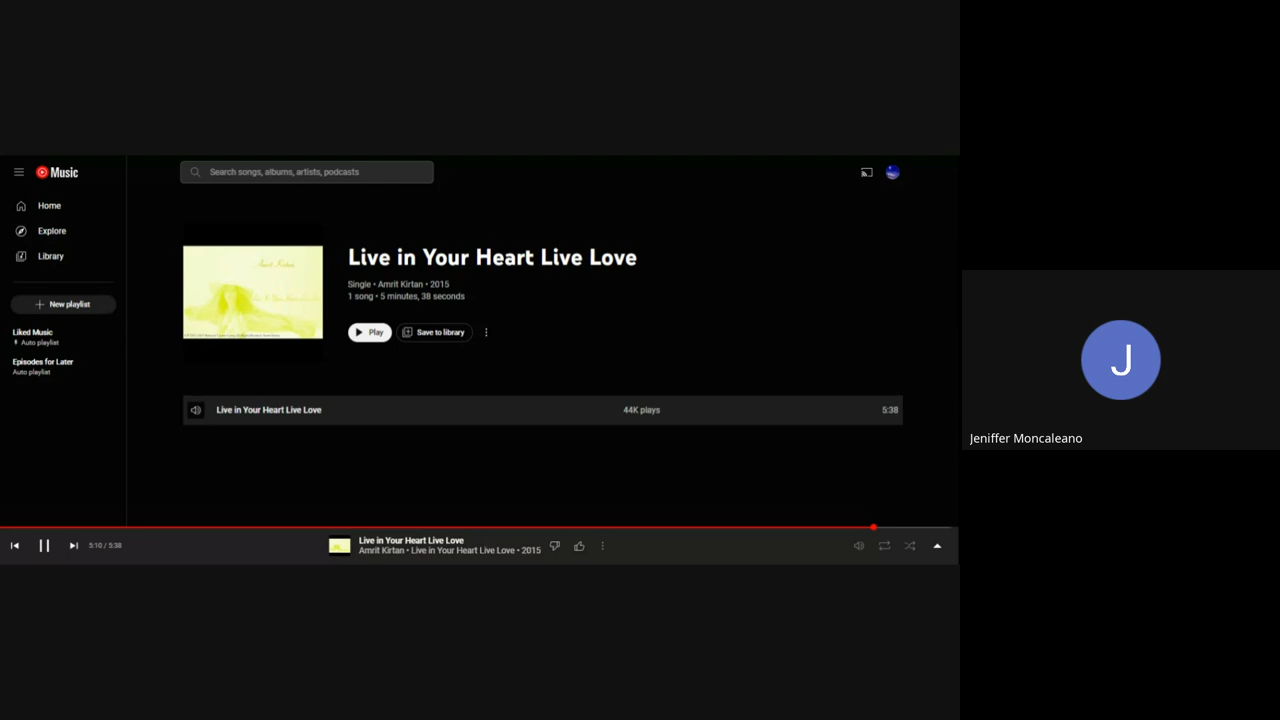 Music
Search songs, albums, artists, podcasts
Home
Explore
Library
New playlist
Liked Music
Auto playlist
Episodes for Later
Auto playlist
Amrit Kirtan
Live in Your Heart Live Love
Single • Amrit Kirtan • 2015
1 song • 5 minutes, 38 seconds
Play
Save to library
Live in Your Heart Live Love
44K plays
5:38
5:10 / 5:38
Live in Your Heart Live Love
Amrit Kirtan • Live in Your Heart Live Love • 2015
J
Jeniffer Moncaleano